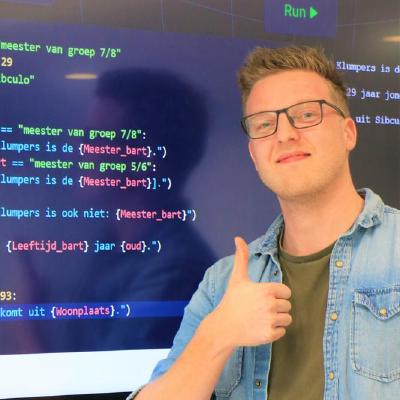 Run
meester van groep 7/8"
29
bculo"
== "meester van groep 7/8":
lumpers is de {Meester_bart}.")
t == "meester van groep 5/6":
lumpers is de {Meester_bart}].")
lumpers is ook niet: {Meester_bart}")
{Leeftijd_bart} jaar {oud}.")
93:
komt uit {Woonplaats}.")
Klumpers is d
29 jaar jon
uit Sibcu